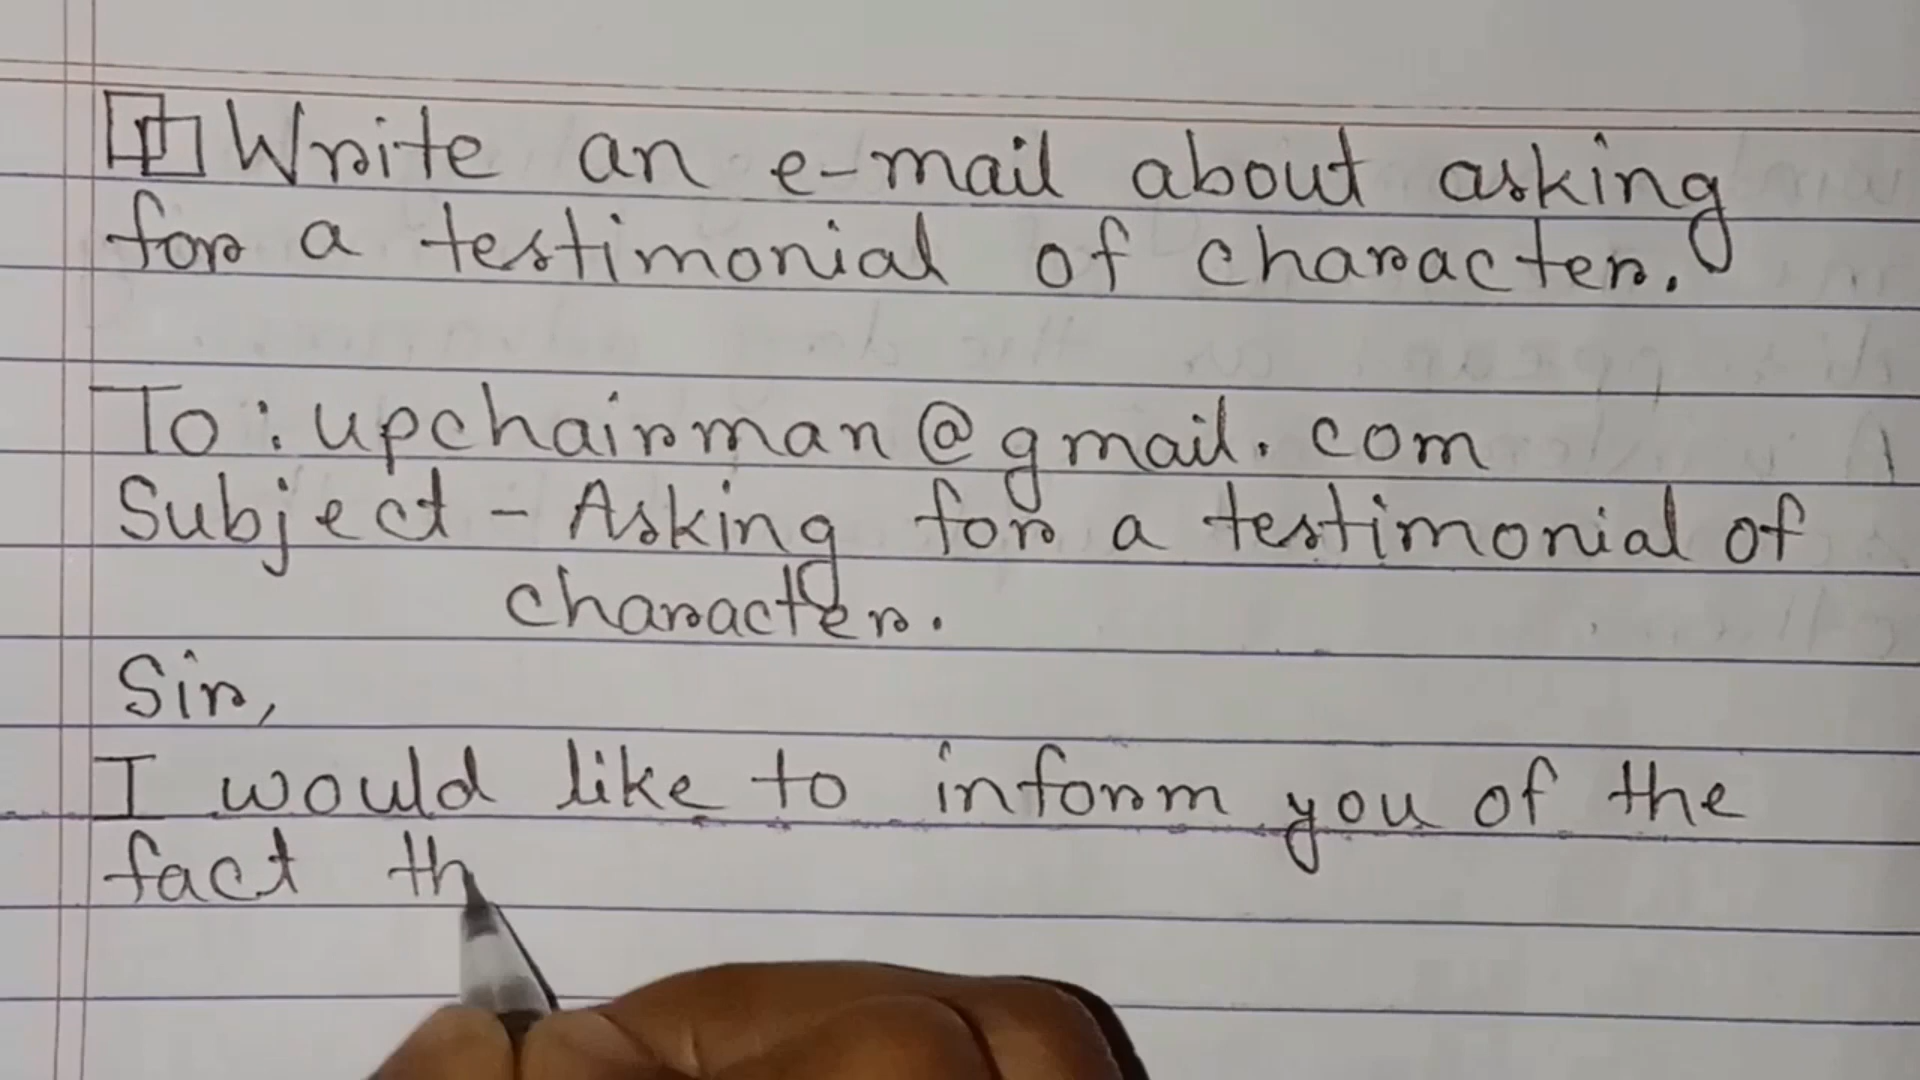 Write an e-mail about asking
for a testimonial of character.
To: upchairman@gmail.com
Subject - Asking for a testimonial of
character.
Sir,
I would like to inform you of the
fact th